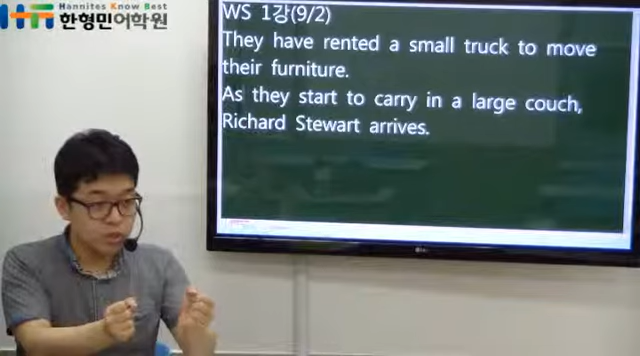 Hannites Know Best
한형민어학원
WS 1강(9/2)
They have rented a small truck to move
their furniture.
As they start to carry in a large couch,
Richard Stewart arrives.
LG